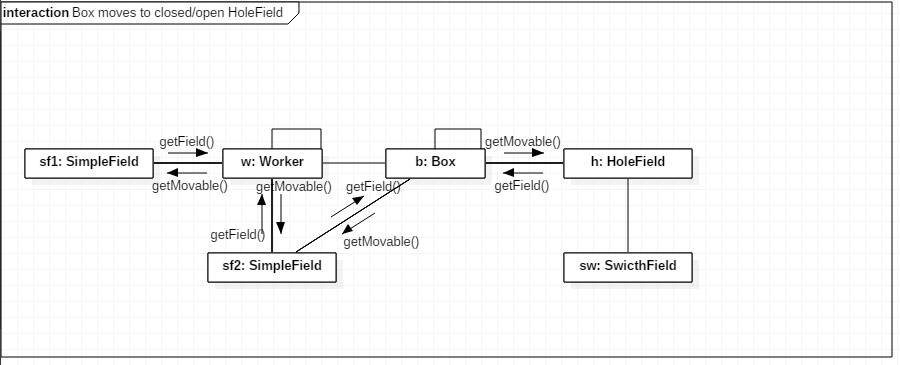 interaction Box moves to closed/open HoleField
getField()
getMovable()
sf1: SimpleField
w: Worker
b: Box
h: HoleField
getMovable()
getMovable()
getField()
getField()
getField()
getMovable()
sf2: SimpleField
sw: SwicthField